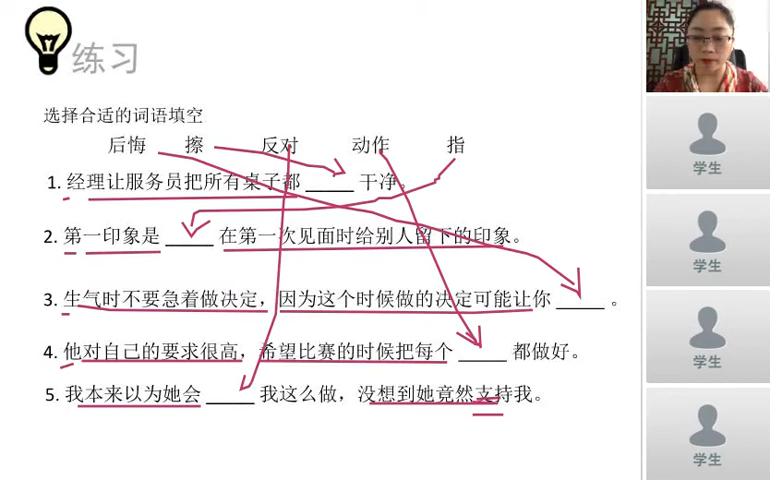 练习
选择合适的词语填空
后悔 擦 反对 动作 指
1. 经理让服务员把所有桌子都 _____ 干净。
2. 第一印象是 _____ 在第一次见面时给别人留下的印象。
3. 生气时不要急着做决定，因为这个时候做的决定可能让你 _____ 。
4. 他对自己的要求很高，希望比赛的时候把每个 _____ 都做好。
5. 我本来以为她会 _____ 我这么做，没想到她竟然支持我。
学生
学生
学生
学生